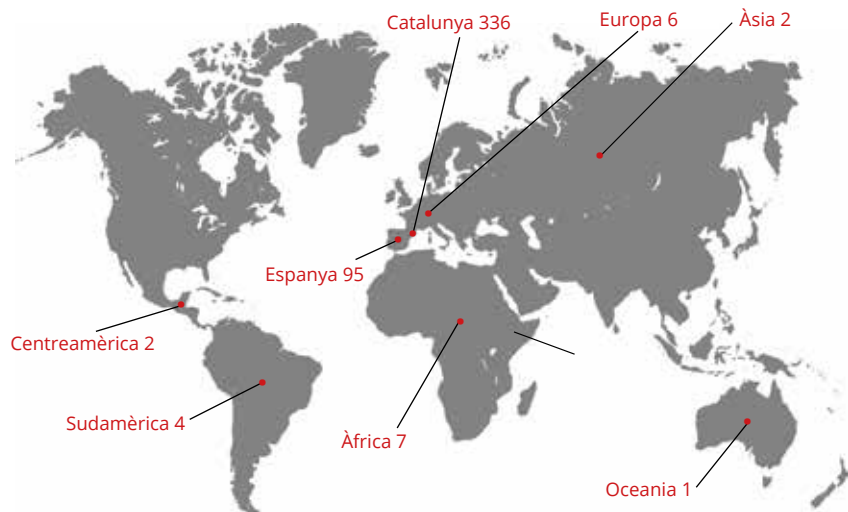 Catalunya 336
Europa 6
Àsia 2
Espanya 95
Centreamèrica 2
Sudamèrica 4
Àfrica 7
Oceania 1